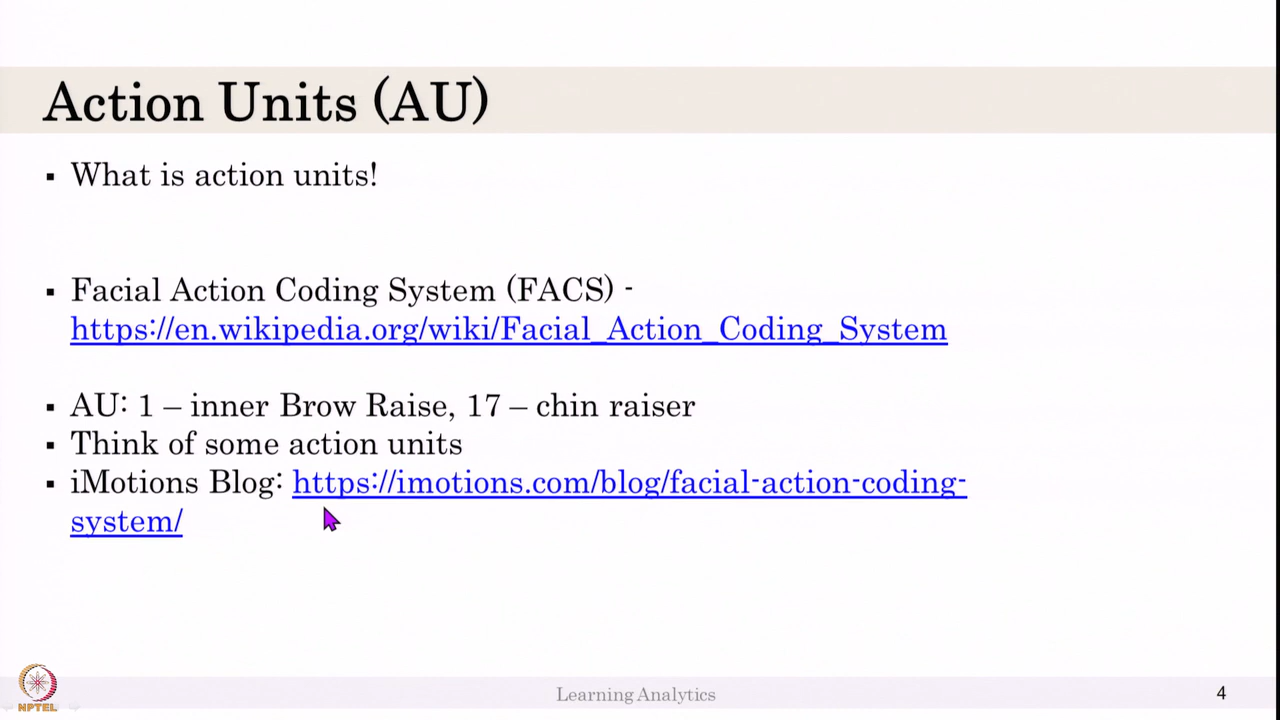 Action Units (AU)
▪ What is action units!
▪ Facial Action Coding System (FACS) -
https://en.wikipedia.org/wiki/Facial_Action_Coding_System
▪ AU: 1 – inner Brow Raise, 17 – chin raiser
▪ Think of some action units
▪ iMotions Blog: https://imotions.com/blog/facial-action-coding-
system/
NPTEL
Learning Analytics
4